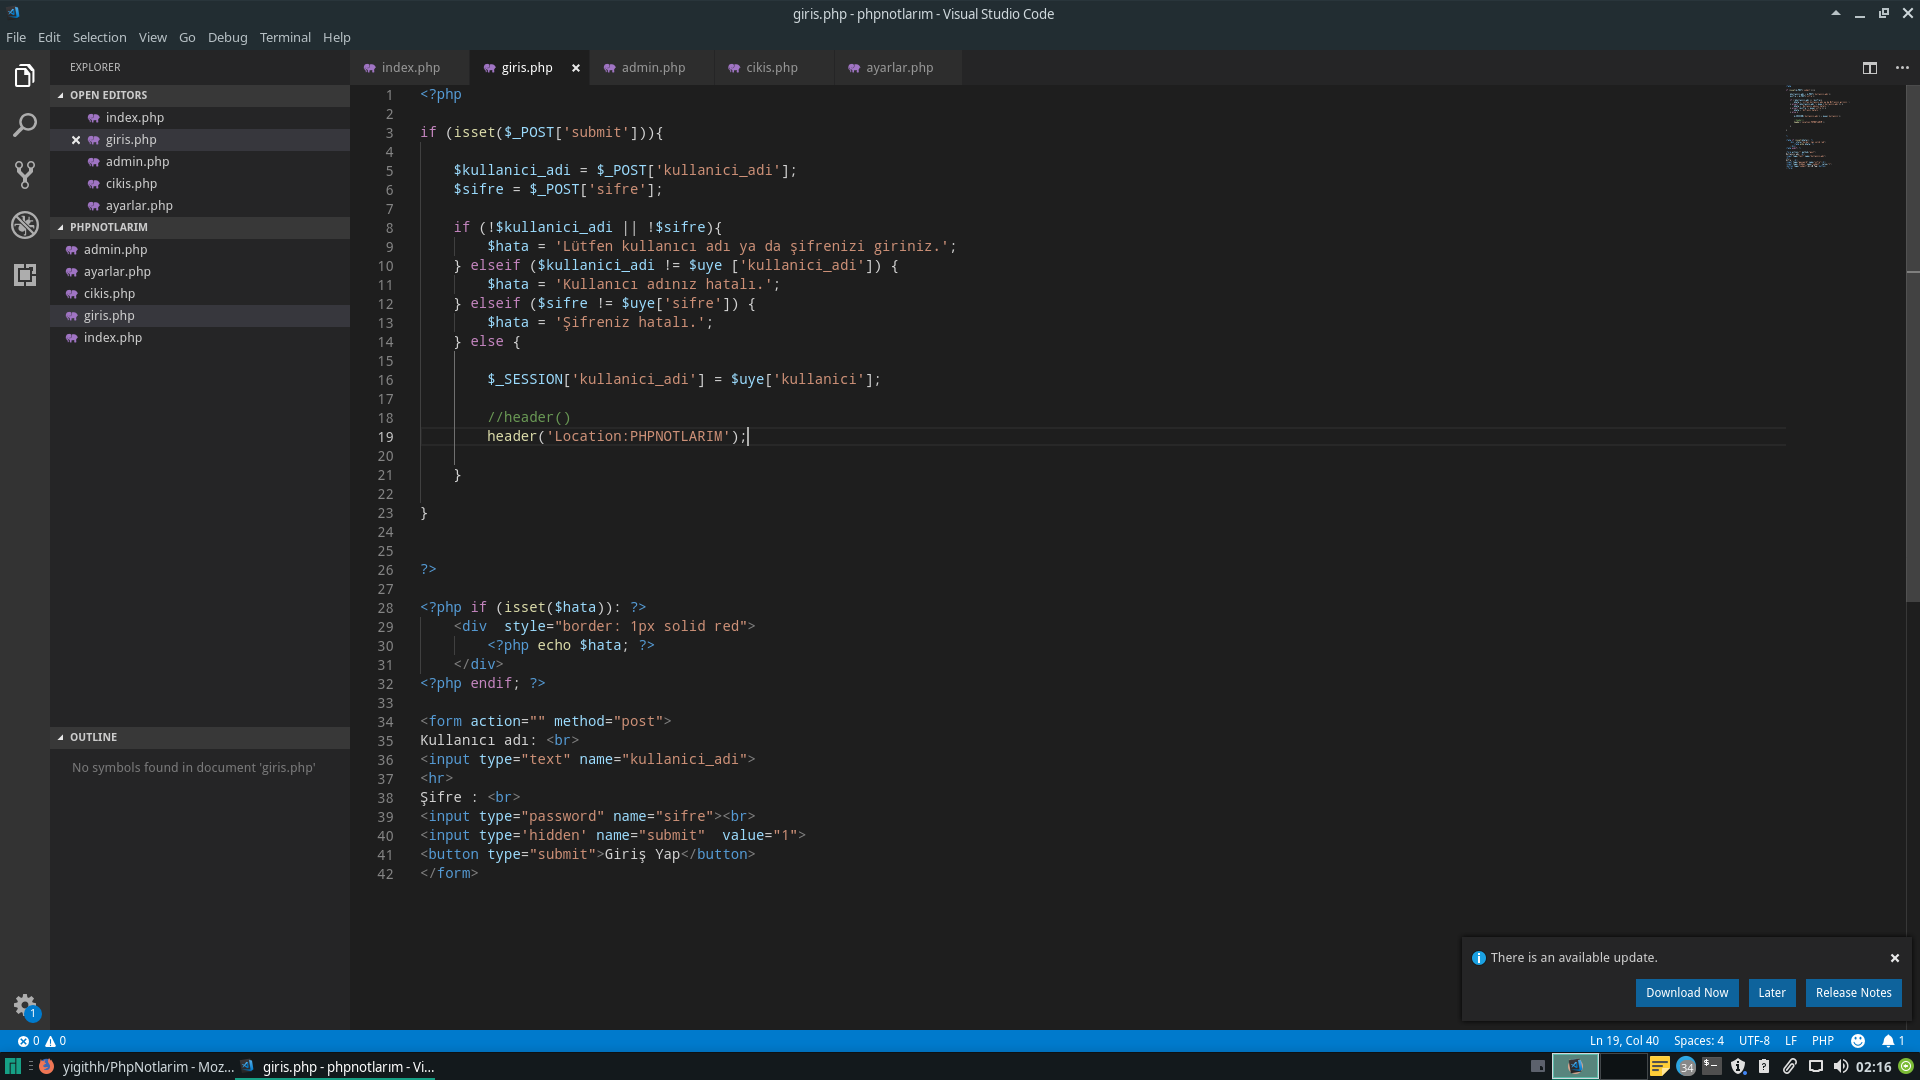 giris.php - phpnotlarım - Visual Studio Code
File Edit Selection View Go Debug Terminal Help
EXPLORER
OPEN EDITORS
index.php
giris.php
admin.php
cikis.php
ayarlar.php
PHPNOTLARIM
admin.php
ayarlar.php
cikis.php
giris.php
index.php
OUTLINE
No symbols found in document 'giris.php'
1
index.php giris.php admin.php cikis.php ayarlar.php
1 <?php
2
3 if (isset($_POST['submit'])){
4
5 $kullanici_adi = $_POST['kullanici_adi'];
6 $sifre = $_POST['sifre'];
7
8 if (!$kullanici_adi || !$sifre){
9 $hata = 'Lütfen kullanıcı adı ya da şifrenizi giriniz.';
10 } elseif ($kullanici_adi != $uye ['kullanici_adi']) {
11 $hata = 'Kullanıcı adınız hatalı.';
12 } elseif ($sifre != $uye['sifre']) {
13 $hata = 'Şifreniz hatalı.';
14 } else {
15
16 $_SESSION['kullanici_adi'] = $uye['kullanici'];
17
18 //header()
19 header('Location:PHPNOTLARIM');
20
21 }
22
23 }
24
25
26 ?>
27
28 <?php if (isset($hata)): ?>
29 <div  style="border: 1px solid red">
30 <?php echo $hata; ?>
31 </div>
32 <?php endif; ?>
33
34 <form action="" method="post">
35 Kullanıcı adı: <br>
36 <input type="text" name="kullanici_adi">
37 <hr>
38 Şifre : <br>
39 <input type="password" name="sifre"><br>
40 <input type='hidden' name="submit"  value="1">
41 <button type="submit">Giriş Yap</button>
42 </form>
There is an available update.
Download Now Later Release Notes
0 0 Ln 19, Col 40 Spaces: 4 UTF-8 LF PHP 1
yigithh/PhpNotlarim - Moz... giris.php - phpnotlarım - Vi... 34 02:16